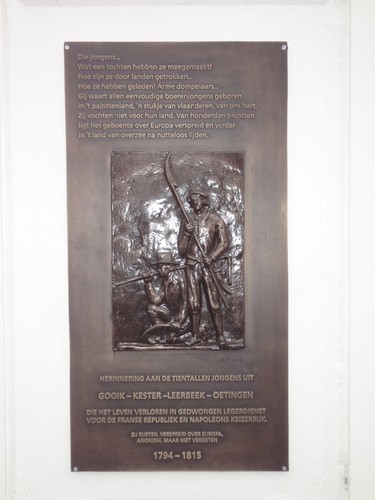 Die jongens...
Wat een tochten hebben ze meegemaakt!
Hoe zijn ze door landen getrokken...
Hoe ze hebben geleden! Arme dompelaars...
Gij waart allen eenvoudige boerenjongens geboren
in 't pajottenland, 'n stukje van vlaanderen, van ons hart.
Zij vochten niet voor hun land. Van honderden pajotten
ligt het gebeente over Europa verspreid en verder
in 't land van overzee na nutteloos lijden.
HERINNERING AAN DE TIENTALLEN JONGENS UIT
GOOIK – KESTER –LEERBEEK – OETINGEN
DIE HET LEVEN VERLOREN IN GEDWONGEN LEGERDIENST
VOOR DE FRANSE REPUBLIEK EN NAPOLEONS KEIZERRIJK.
ZIJ RUSTEN, VERSPREID OVER EUROPA,
ANONIEM, MAAR NIET VERGETEN
1794 – 1815